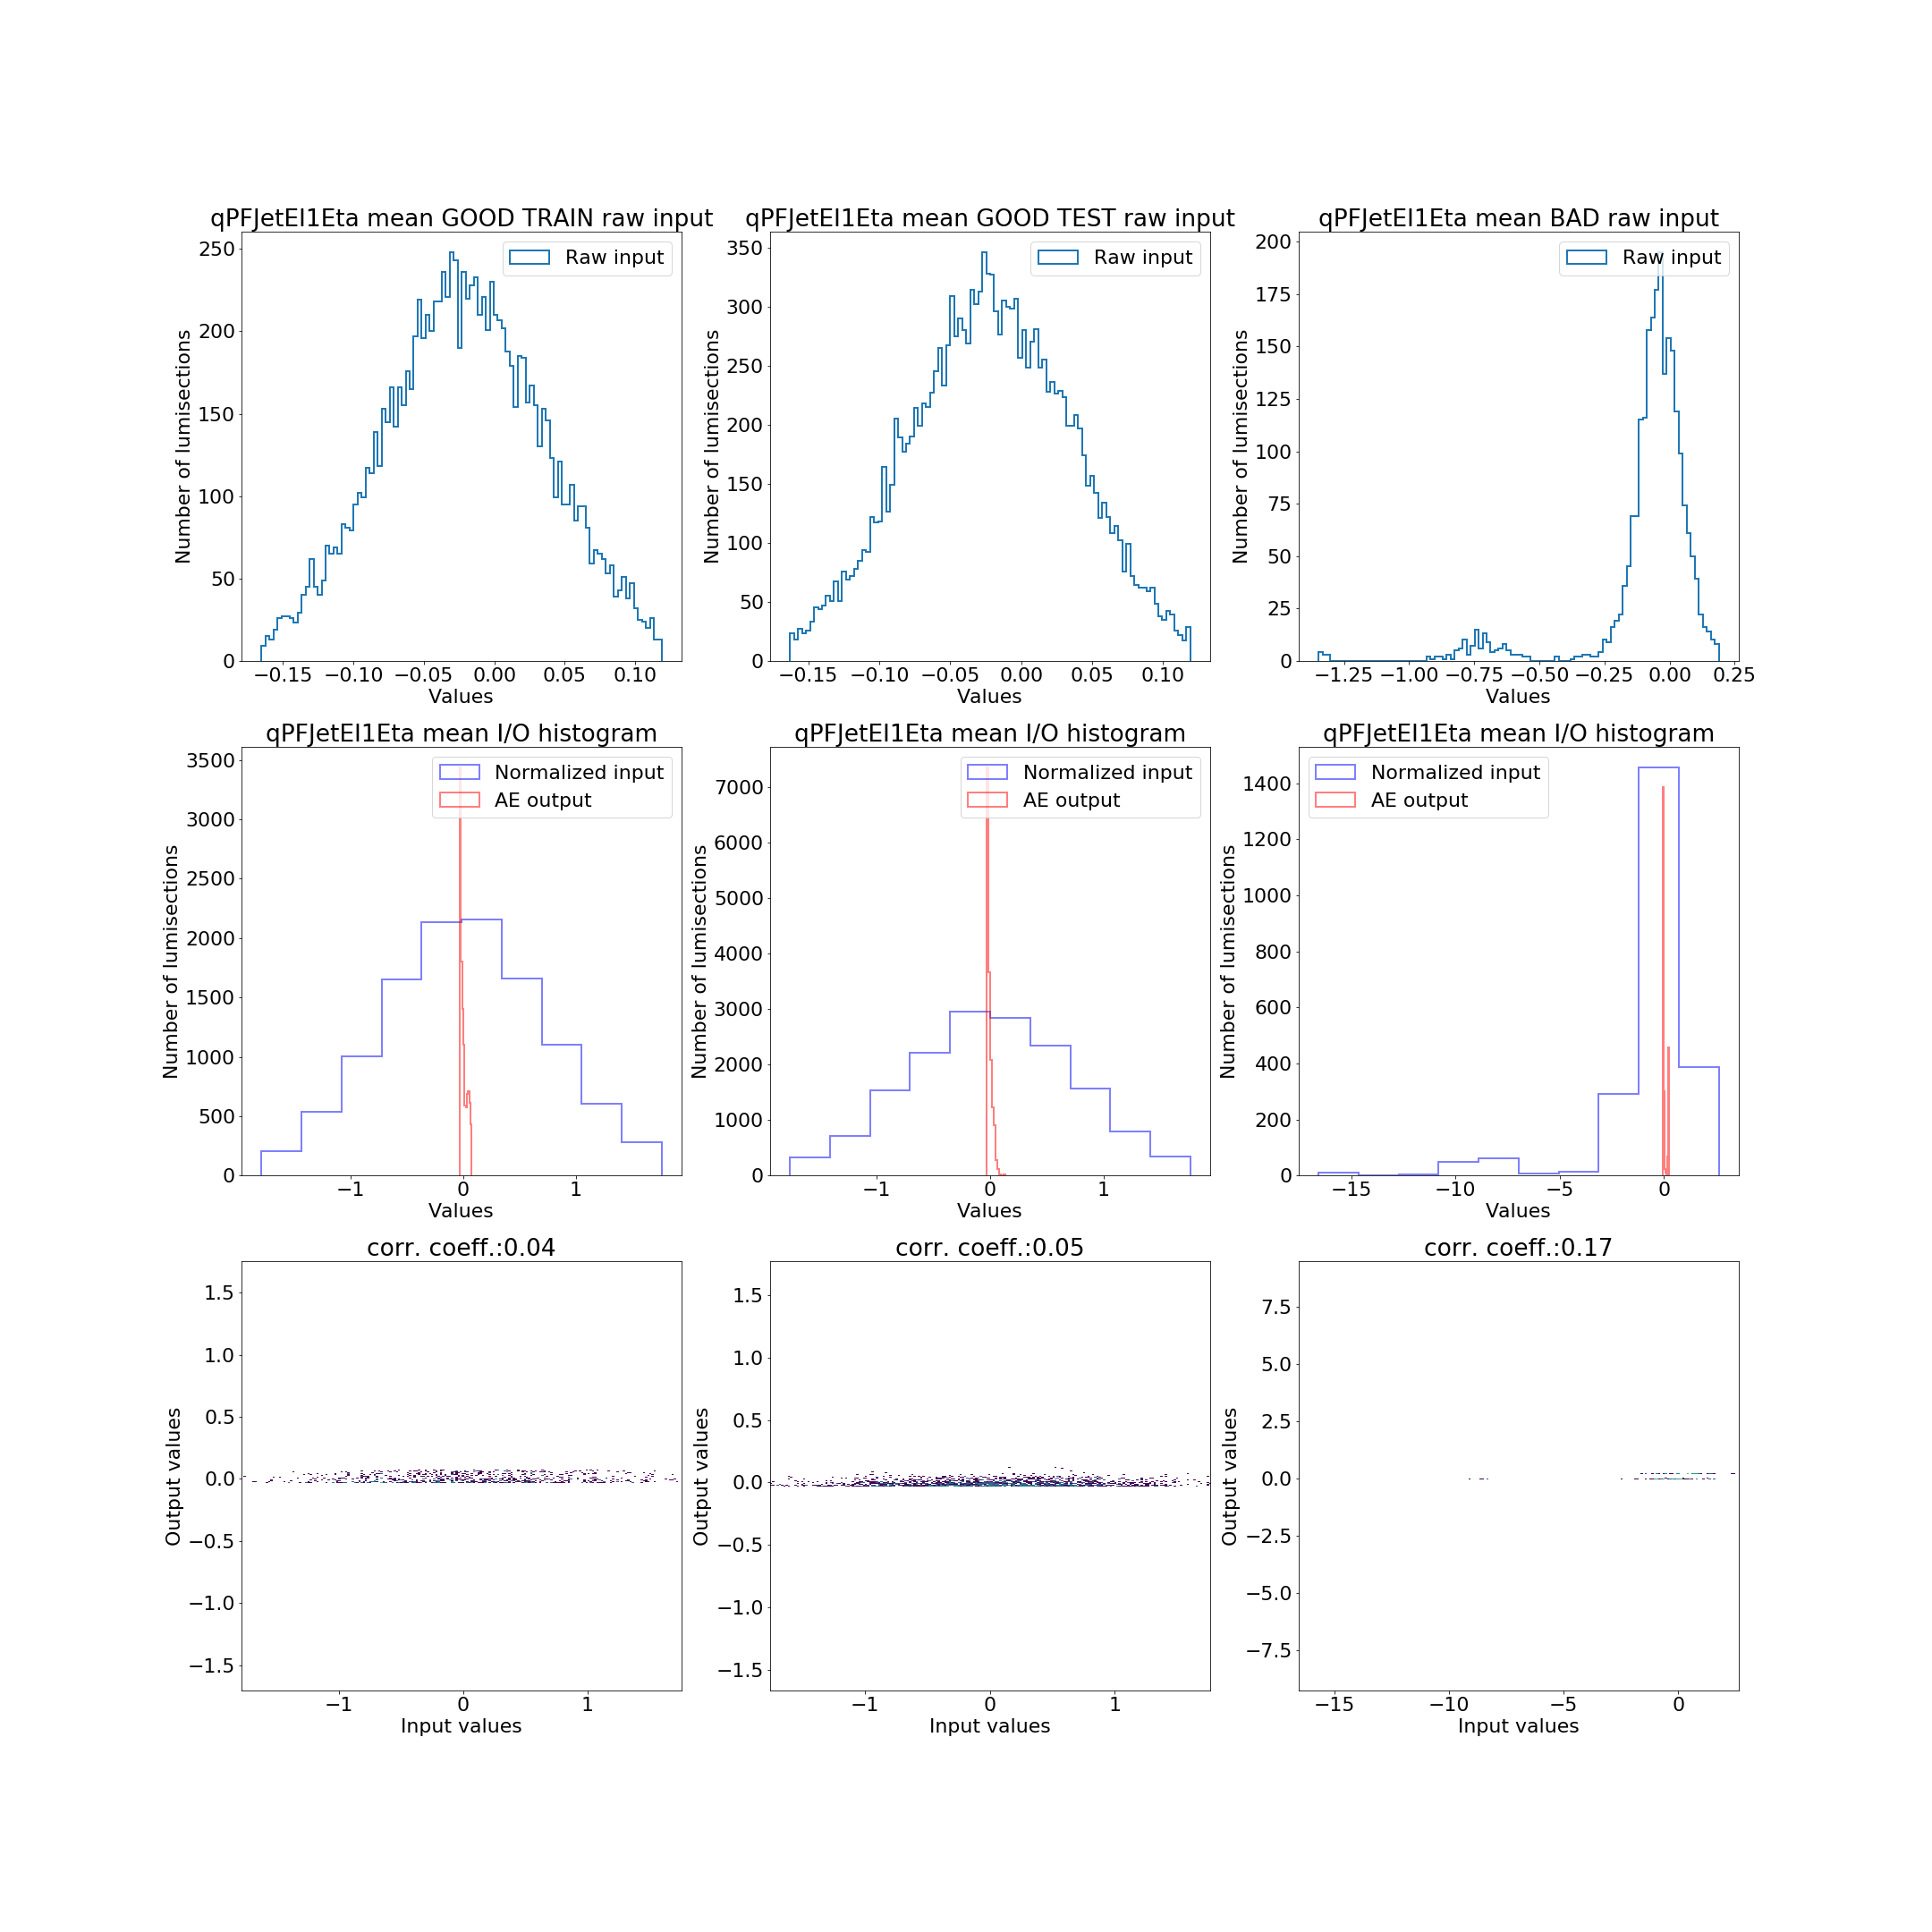 qPFJetEI1Eta mean GOOD TRAIN raw input
250
200
150
100
50
0
Number of lumisections
Raw input
−0.15 −0.10 −0.05 0.00 0.05 0.10
Values
qPFJetEI1Eta mean GOOD TEST raw input
350
300
250
200
150
100
50
0
Number of lumisections
Raw input
−0.15 −0.10 −0.05 0.00 0.05 0.10
Values
qPFJetEI1Eta mean BAD raw input
200
175
150
125
100
75
50
25
0
Number of lumisections
Raw input
−1.25 −1.00 −0.75 −0.50 −0.25 0.00 0.25
Values
qPFJetEI1Eta mean I/O histogram
3500
3000
2500
2000
1500
1000
500
0
Number of lumisections
Normalized input
AE output
−1 0 1
Values
qPFJetEI1Eta mean I/O histogram
7000
6000
5000
4000
3000
2000
1000
0
Number of lumisections
Normalized input
AE output
−1 0 1
Values
qPFJetEI1Eta mean I/O histogram
1400
1200
1000
800
600
400
200
0
Number of lumisections
Normalized input
AE output
−15 −10 −5 0
Values
corr. coeff.:0.04
1.5
1.0
0.5
0.0
−0.5
−1.0
−1.5
Output values
−1 0 1
Input values
corr. coeff.:0.05
1.5
1.0
0.5
0.0
−0.5
−1.0
−1.5
Output values
−1 0 1
Input values
corr. coeff.:0.17
7.5
5.0
2.5
0.0
−2.5
−5.0
−7.5
Output values
−15 −10 −5 0
Input values